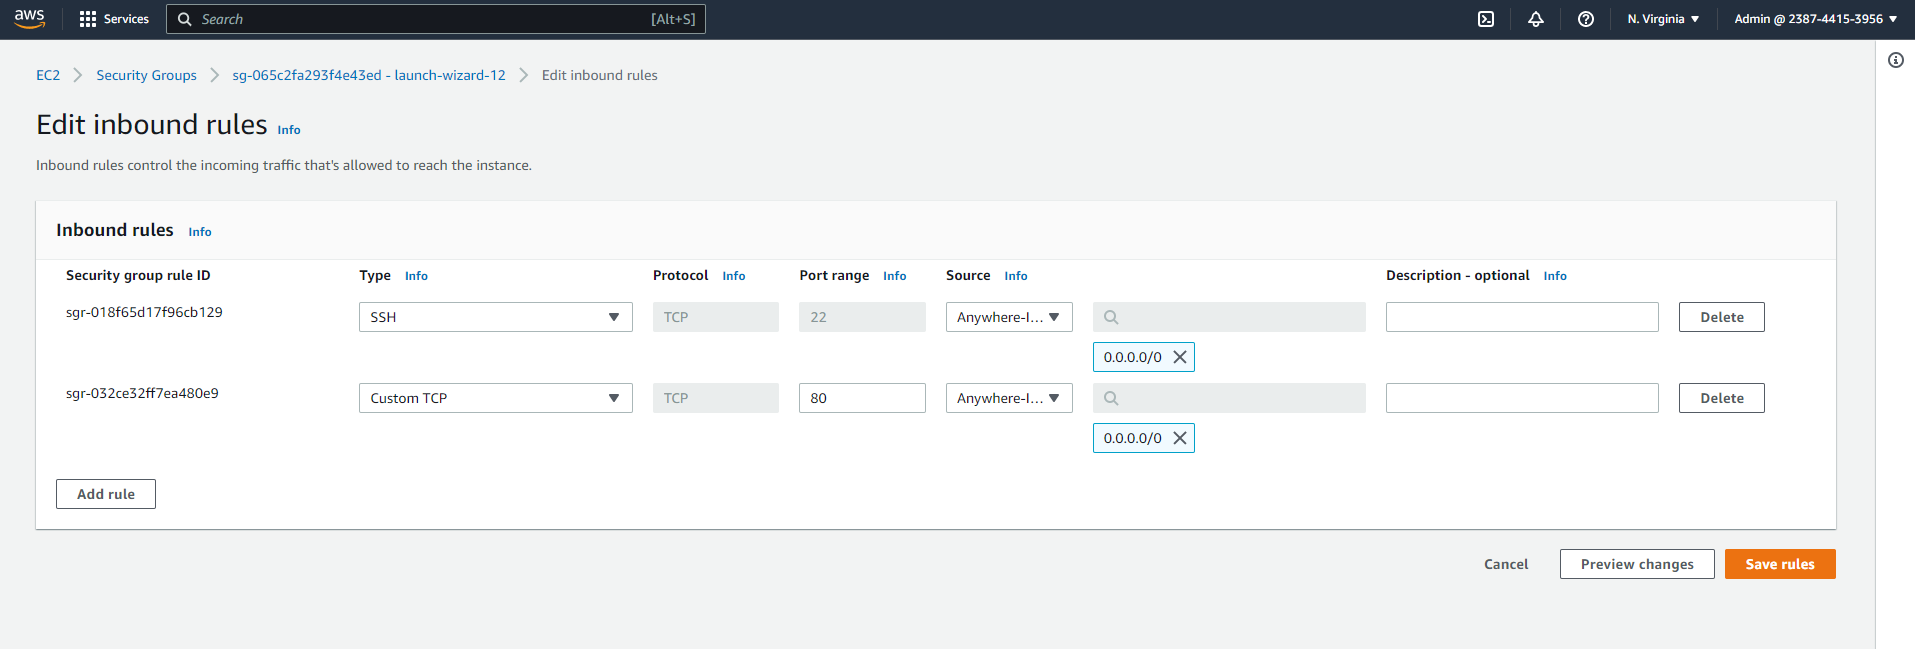 aws Services Search [Alt+S] N. Virginia Admin @ 2387-4415-3956
EC2 Security Groups sg-065c2fa293f4e43ed - launch-wizard-12 Edit inbound rules
Edit inbound rules Info
Inbound rules control the incoming traffic that's allowed to reach the instance.
Inbound rules Info
Security group rule ID Type Info Protocol Info Port range Info Source Info Description - optional Info
sgr-018f65d17f96cb129 SSH TCP 22 Anywhere-I... Delete
0.0.0.0/0
sgr-032ce32ff7ea480e9 Custom TCP TCP 80 Anywhere-I... Delete
0.0.0.0/0
Add rule
Cancel Preview changes Save rules